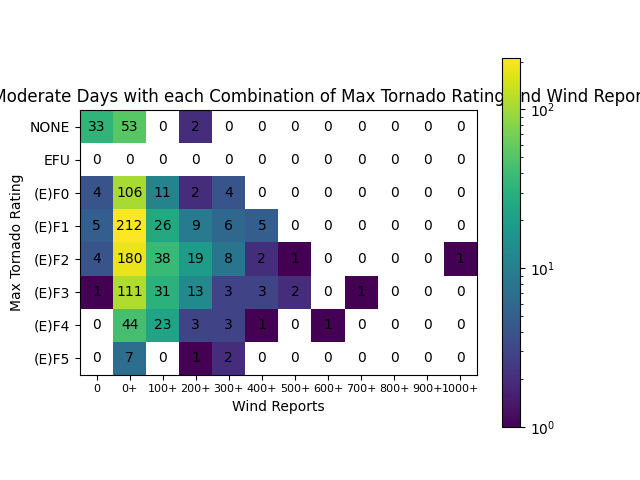 Moderate Days with each Combination of Max Tornado Rating and Wind Repor
NONE 33 53 0 2 0 0 0 0 0 0 0 0
EFU 0 0 0 0 0 0 0 0 0 0 0 0
(E)F0 4 106 11 2 4 0 0 0 0 0 0 0
(E)F1 5 212 26 9 6 5 0 0 0 0 0 0
(E)F2 4 180 38 19 8 2 1 0 0 0 0 1
(E)F3 1 111 31 13 3 3 2 0 1 0 0 0
(E)F4 0 44 23 3 3 1 0 1 0 0 0 0
(E)F5 0 7 0 1 2 0 0 0 0 0 0 0
0 0+ 100+ 200+ 300+ 400+ 500+ 600+ 700+ 800+ 900+ 1000+
Wind Reports
Max Tornado Rating
10²
10¹
10⁰